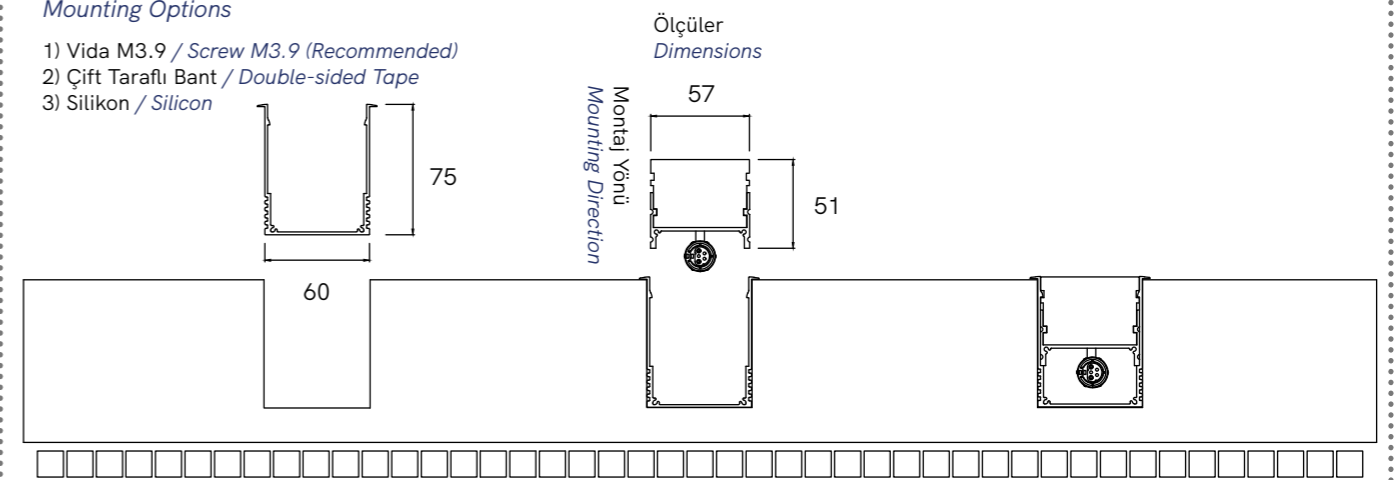 Mounting Options
1) Vida M3.9 / Screw M3.9 (Recommended)
2) Çift Taraflı Bant / Double-sided Tape
3) Silikon / Silicon
75
60
Ölçüler
Dimensions
Montaj Yönü
Mounting Direction
57
51